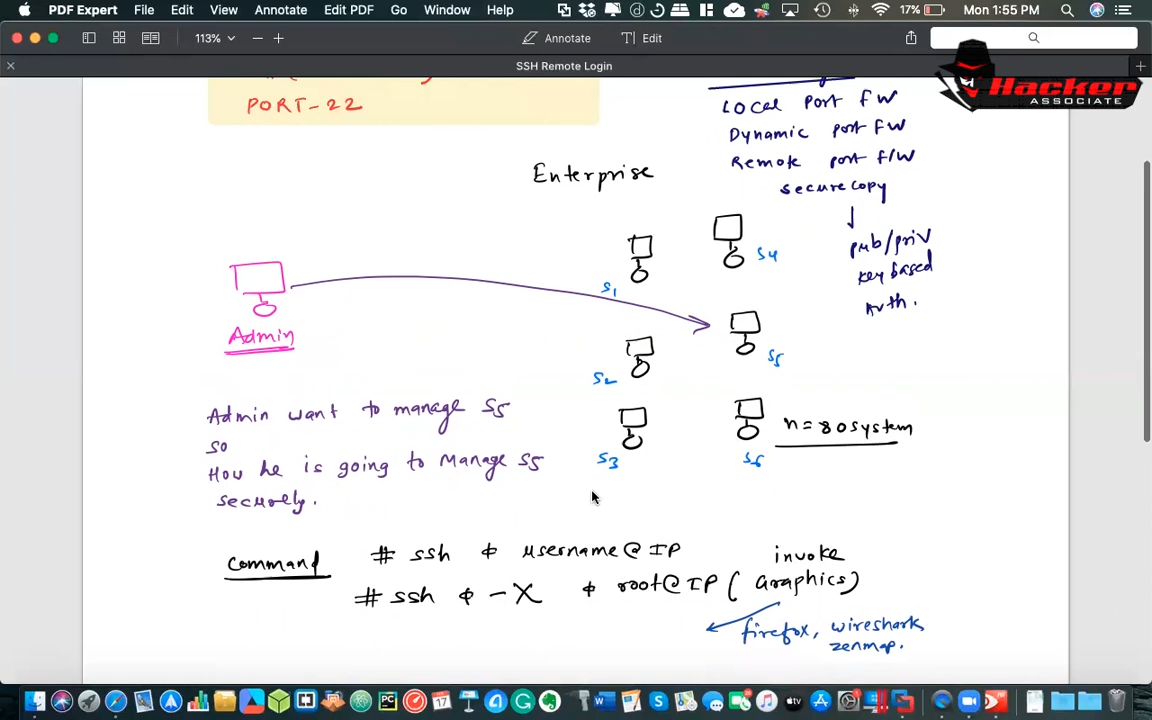 PDF Expert File Edit View Annotate Edit PDF Go Window Help 17% Mon 1:55 PM
113% Annotate Edit
SSH Remote Login
Hacker
ASSOCIATE
PORT-22
Local port FW
Dynamic port FW
Remote port F/W
securecopy
pub/priv
key based
Auth.
Enterprise
S1
S4
Admin
S2
S5
S3
S6
n=80system
Admin want to manage S5
so
How he is going to Manage S5
securely.
Command # ssh ϕ username@IP
invoke
#ssh ϕ -X ϕ root@IP (Graphics)
firefox, wireshark
zenmap.